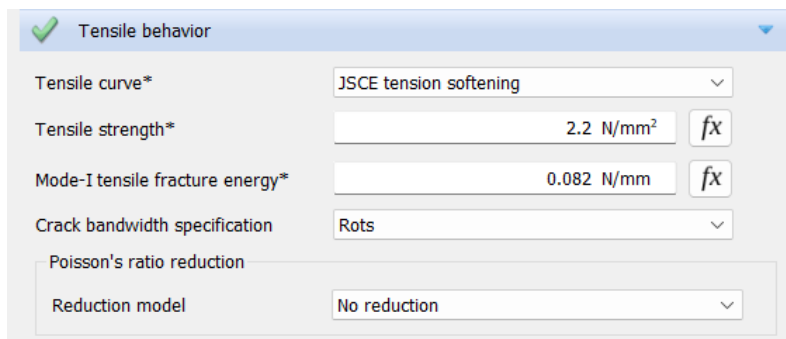 Tensile behavior
Tensile curve* JSCE tension softening
Tensile strength* 2.2 N/mm² fx
Mode-I tensile fracture energy* 0.082 N/mm fx
Crack bandwidth specification Rots
Poisson's ratio reduction
Reduction model No reduction